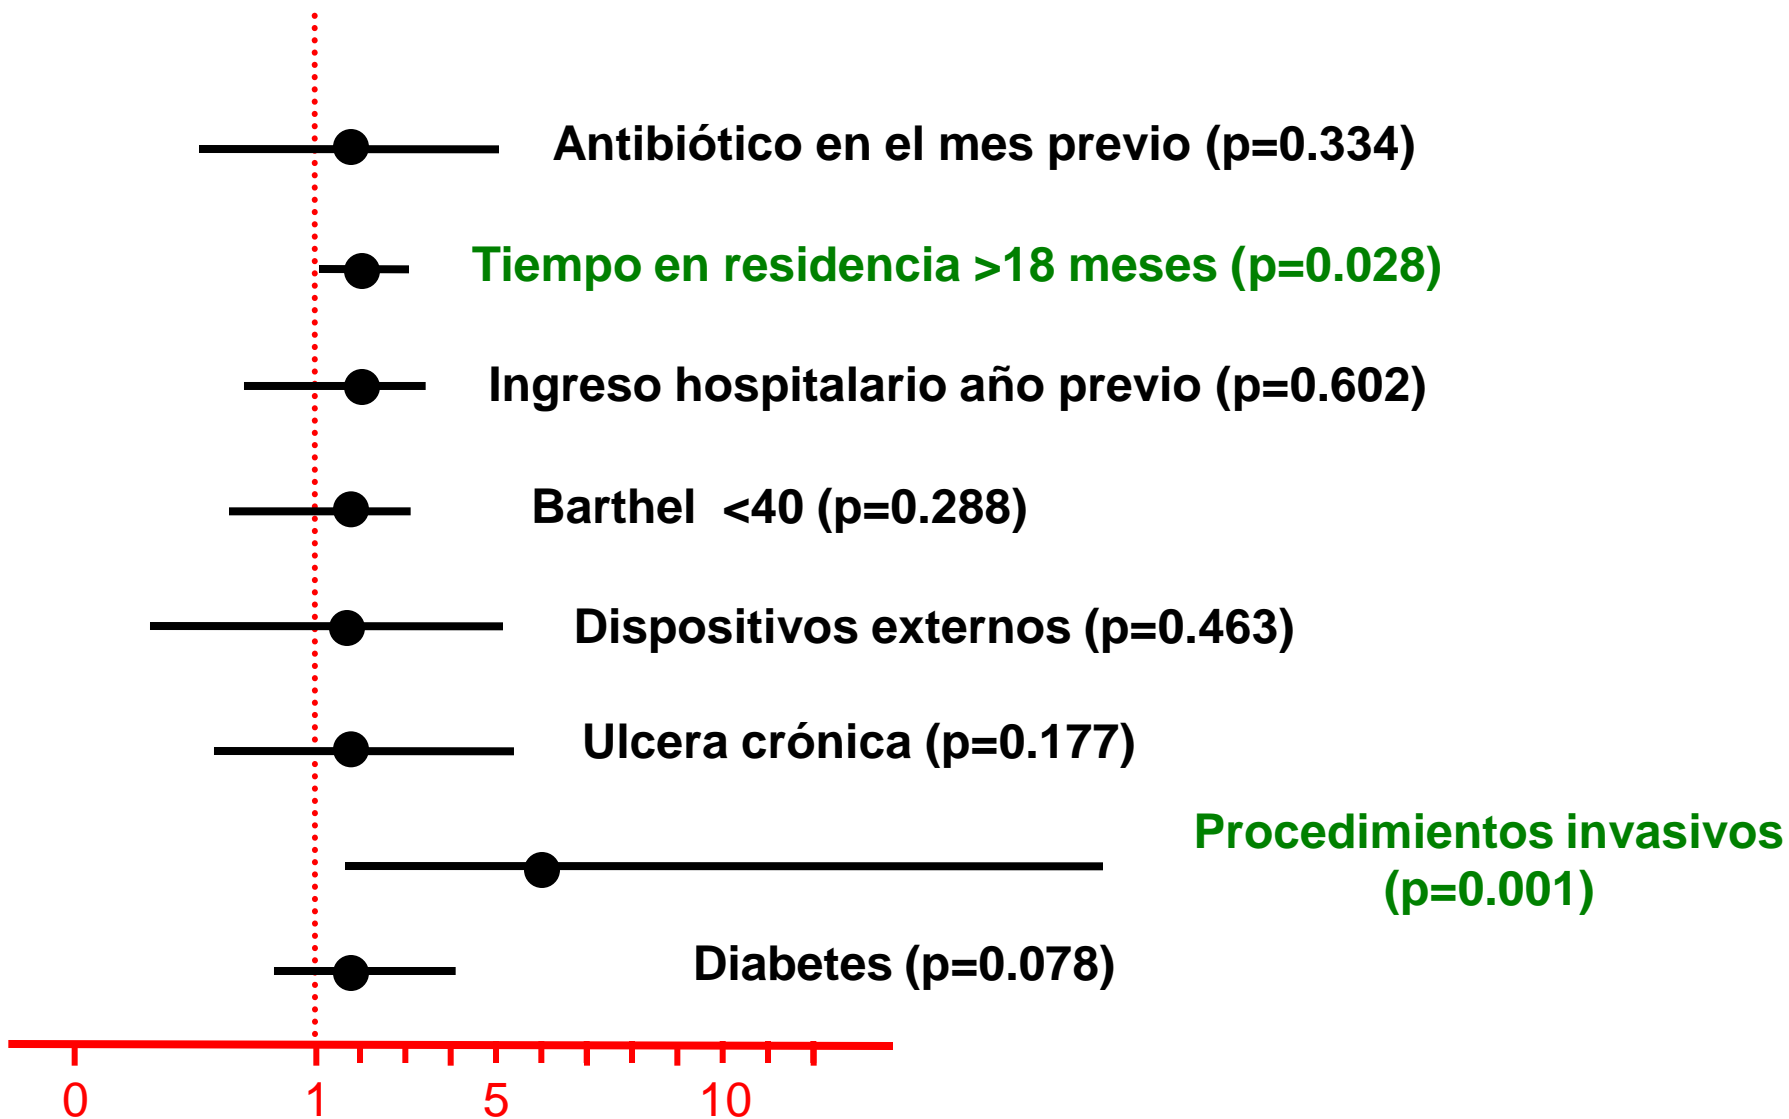 Antibiótico en el mes previo (p=0.334)
Tiempo en residencia >18 meses (p=0.028)
Ingreso hospitalario año previo (p=0.602)
Barthel  <40 (p=0.288)
Dispositivos externos (p=0.463)
Ulcera crónica (p=0.177)
Procedimientos invasivos
(p=0.001)
Diabetes (p=0.078)
0 1 5 10